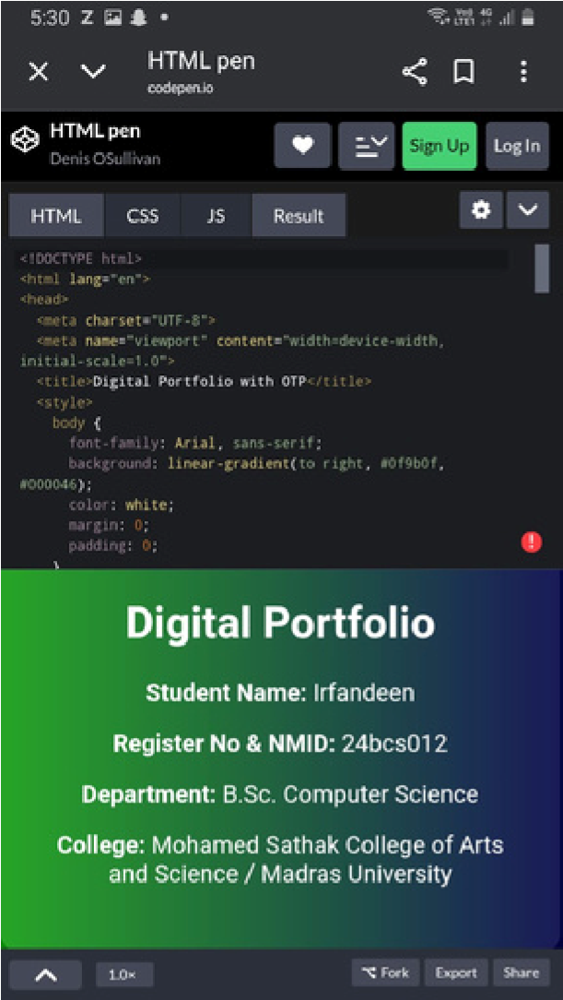 5:30 Z
Vo) 4G
LTE1
HTML pen
codepen.io
HTML pen
Denis OSullivan
Sign Up
Log In
HTML CSS JS Result
<!DOCTYPE html>
<html lang="en">
<head>
<meta charset="UTF-8">
<meta name="viewport" content="width=device-width,
initial-scale=1.0">
<title>Digital Portfolio with OTP</title>
<style>
body {
font-family: Arial, sans-serif;
background: linear-gradient(to right, #0f9b0f,
#000046);
color: white;
margin: 0;
padding: 0;
}
Digital Portfolio
Student Name: Irfandeen
Register No & NMID: 24bcs012
Department: B.Sc. Computer Science
College: Mohamed Sathak College of Arts
and Science / Madras University
1.0×
Fork Export Share